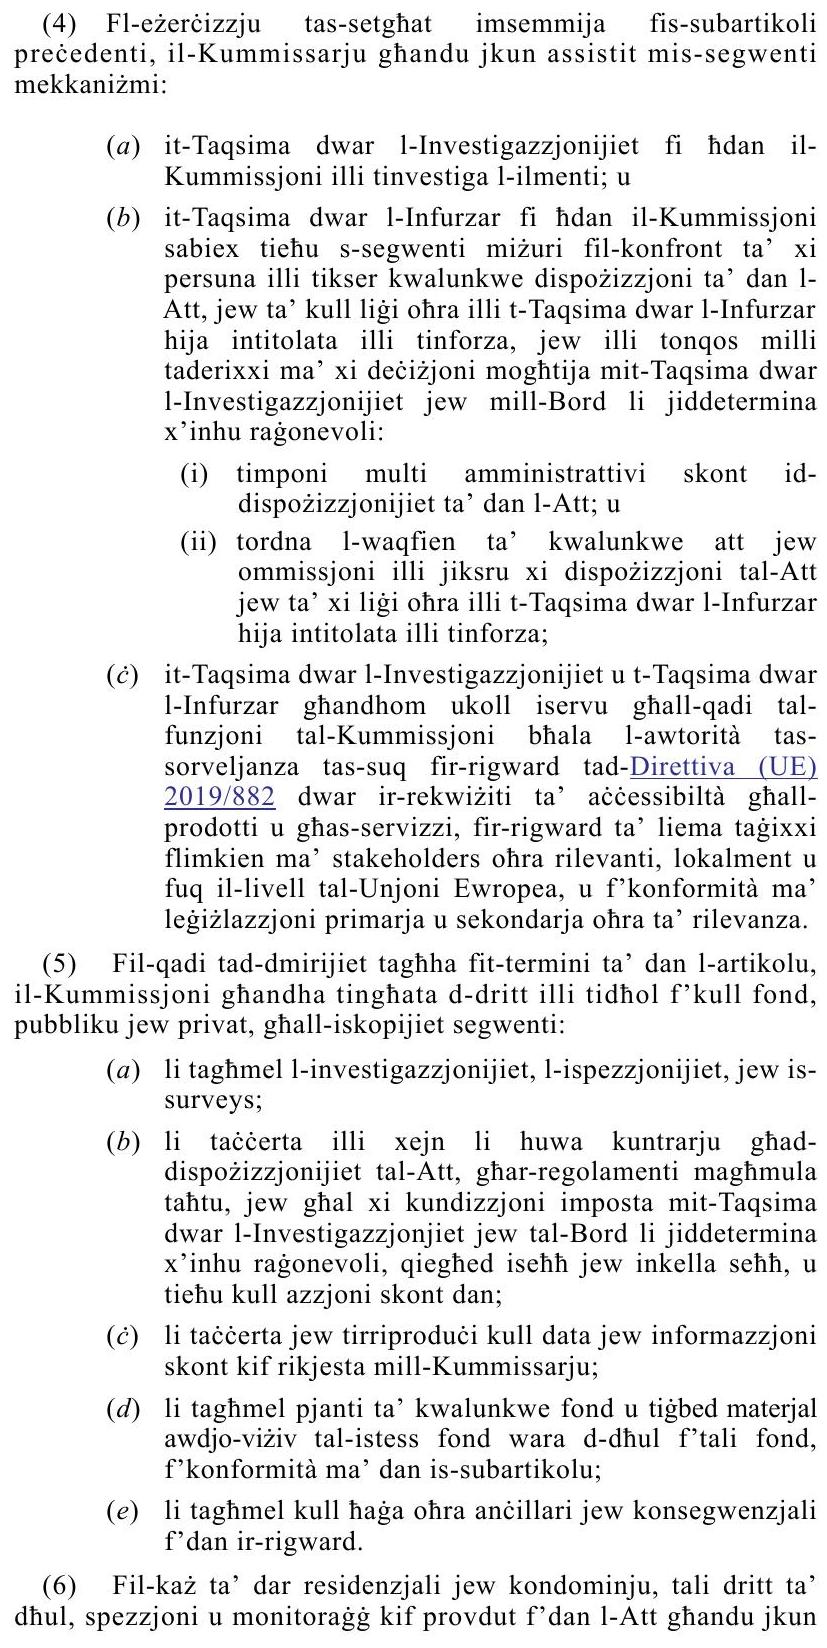 (4) Fl-eżerċizzju tas-setgħat imsemmija fis-subartikoli
preċedenti, il-Kummissarju għandu jkun assistit mis-segwenti
mekkaniżmi:
(a) it-Taqsima dwar l-Investigazzjonijiet fi ħdan il-
Kummissjoni illi tinvestiga l-ilmenti; u
(b) it-Taqsima dwar l-Infurzar fi ħdan il-Kummissjoni
sabiex tieħu s-segwenti miżuri fil-konfront ta’ xi
persuna illi tikser kwalunkwe dispożizzjoni ta’ dan l-
Att, jew ta’ kull liġi oħra illi t-Taqsima dwar l-Infurzar
hija intitolata illi tinforza, jew illi tonqos milli
taderixxi ma’ xi deċiżjoni mogħtija mit-Taqsima dwar
l-Investigazzjonijiet jew mill-Bord li jiddetermina
x’inhu raġonevoli:
(i) timponi multi amministrattivi skont id-
dispożizzjonijiet ta’ dan l-Att; u
(ii) tordna l-waqfien ta’ kwalunkwe att jew
ommissjoni illi jiksru xi dispożizzjoni tal-Att
jew ta’ xi liġi oħra illi t-Taqsima dwar l-Infurzar
hija intitolata illi tinforza;
(ċ) it-Taqsima dwar l-Investigazzjonijiet u t-Taqsima dwar
l-Infurzar għandhom ukoll iservu għall-qadi tal-
funzjoni tal-Kummissjoni bħala l-awtorità tas-
sorveljanza tas-suq fir-rigward tad-Direttiva (UE)
2019/882 dwar ir-rekwiżiti ta’ aċċessibiltà għall-
prodotti u għas-servizzi, fir-rigward ta’ liema taġixxi
flimkien ma’ stakeholders oħra rilevanti, lokalment u
fuq il-livell tal-Unjoni Ewropea, u f’konformità ma’
leġiżlazzjoni primarja u sekondarja oħra ta’ rilevanza.
(5) Fil-qadi tad-dmirijiet tagħha fit-termini ta’ dan l-artikolu,
il-Kummissjoni għandha tingħata d-dritt illi tidħol f’kull fond,
pubbliku jew privat, għall-iskopijiet segwenti:
(a) li tagħmel l-investigazzjonijiet, l-ispezzjonijiet, jew is-
surveys;
(b) li taċċerta illi xejn li huwa kuntrarju għad-
dispożizzjonijiet tal-Att, għar-regolamenti magħmula
taħtu, jew għal xi kundizzjoni imposta mit-Taqsima
dwar l-Investigazzjonjiet jew tal-Bord li jiddetermina
x’inhu raġonevoli, qiegħed iseħħ jew inkella seħħ, u
tieħu kull azzjoni skont dan;
(ċ) li taċċerta jew tirriproduċi kull data jew informazzjoni
skont kif rikjesta mill-Kummissarju;
(d) li tagħmel pjanti ta’ kwalunkwe fond u tiġbed materjal
awdjo-viżiv tal-istess fond wara d-dħul f’tali fond,
f’konformità ma’ dan is-subartikolu;
(e) li tagħmel kull ħaġa oħra anċillari jew konsegwenzjali
f’dan ir-rigward.
(6) Fil-każ ta’ dar residenzjali jew kondominju, tali dritt ta’
dħul, spezzjoni u monitoraġġ kif provdut f’dan l-Att għandu jkun